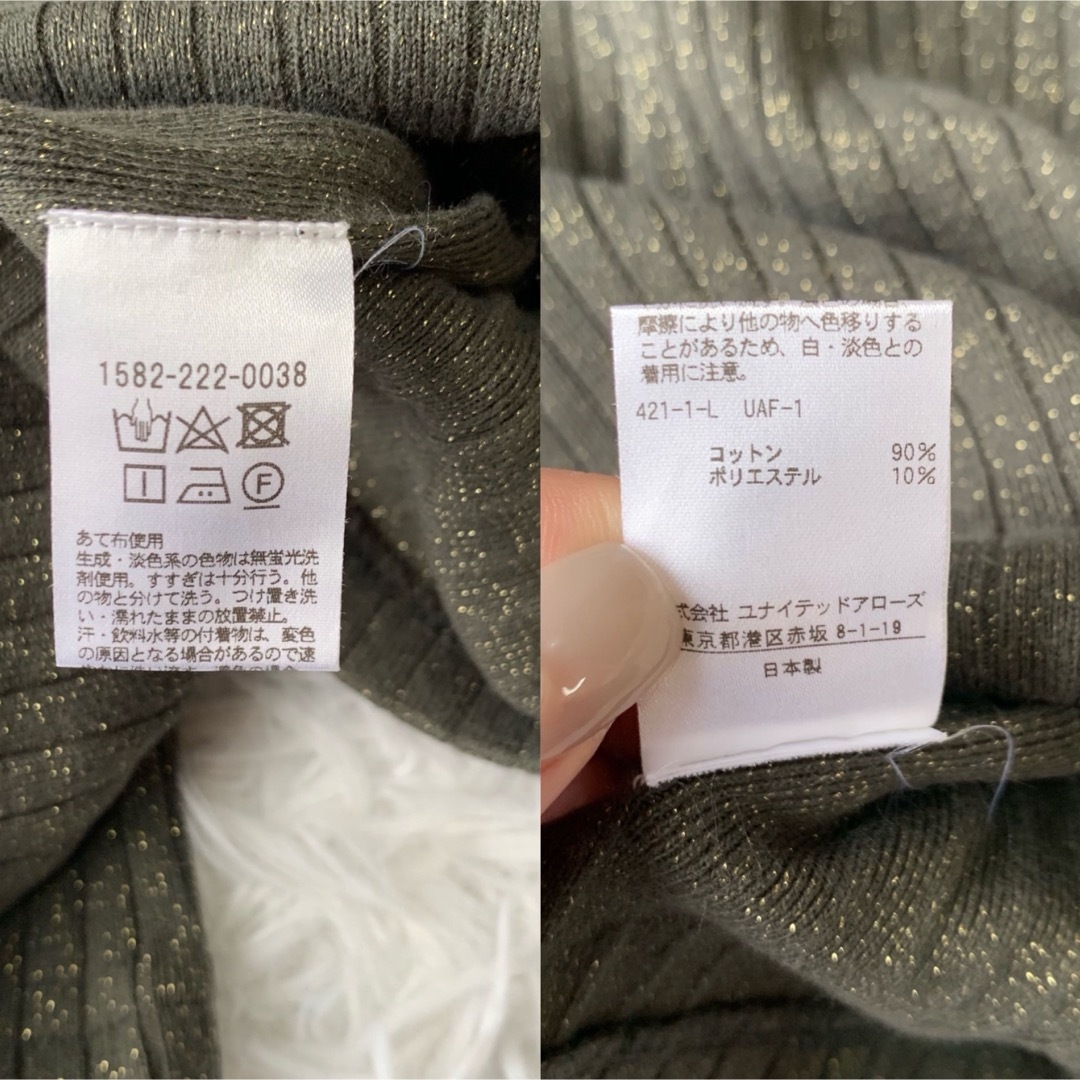 1582-222-0038
F
あて布使用
生成・淡色系の色物は無蛍光洗
剤使用。すすぎは十分行う。他
の物と分けて洗う。つけ置き洗
い・濡れたままの放置禁止。
汗・飲料水等の付着物は、変色
の原因となる場合があるので速
摩擦により他の物へ色移りする
ことがあるため、白・淡色との
着用に注意。
421-1-L UAF-1
コットン 90%
ポリエステル 10%
式会社 ユナイテッドアローズ
東京都港区赤坂 8-1-19
日本製